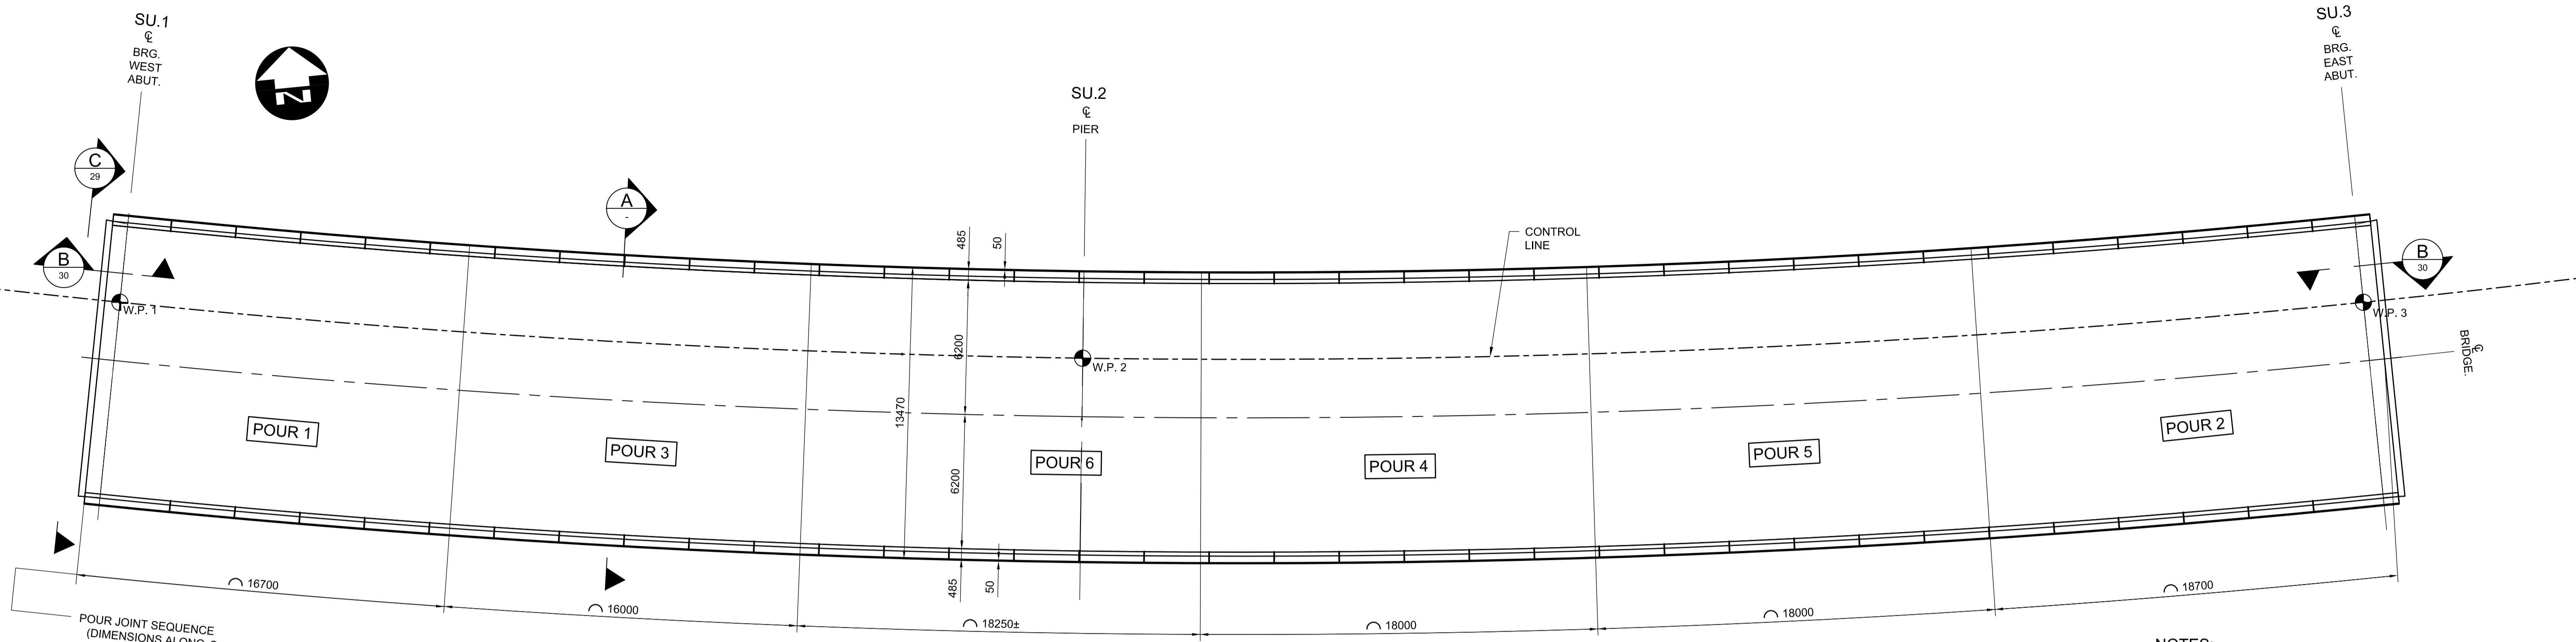 SU.1
℄
BRG.
WEST
ABUT.
N
SU.2
℄
PIER
SU.3
℄
BRG.
EAST
ABUT.
C
29
A
-
B
30
B
30
485
50
CONTROL
LINE
W.P. 1
W.P. 2
W.P. 3
6200
13470
6200
℄
BRIDGE.
POUR 1
POUR 3
POUR 6
POUR 4
POUR 5
POUR 2
485
50
16700
16000
18250±
18000
18000
18700
POUR JOINT SEQUENCE
(DIMENSIONS ALONG